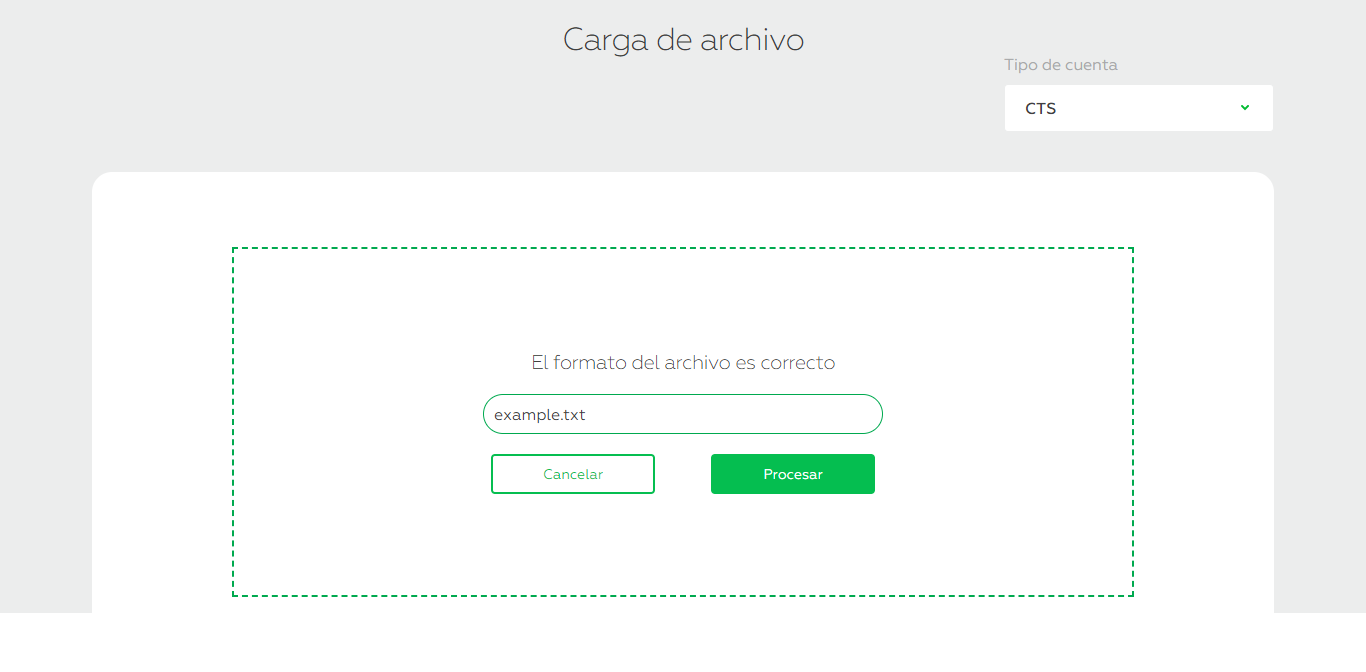 Carga de archivo
Tipo de cuenta
CTS
El formato del archivo es correcto
example.txt
Cancelar
Procesar